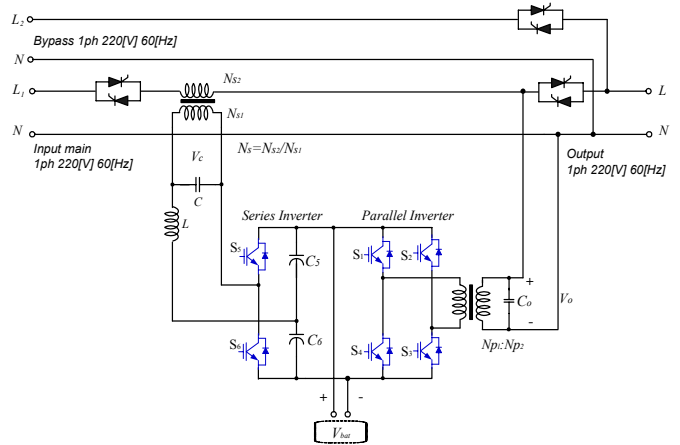 L2
Bypass 1ph 220[V] 60[Hz]
N
L1
NS2
L
NS1
N
N
Input main
1ph 220[V] 60[Hz]
Vc
NS=NS2/NS1
Output
1ph 220[V] 60[Hz]
C
L
Series Inverter
Parallel Inverter
S5
C5
S1
S2
+
Co
Vo
-
S6
C6
S4
S3
Np1:Np2
+
-
Vbat